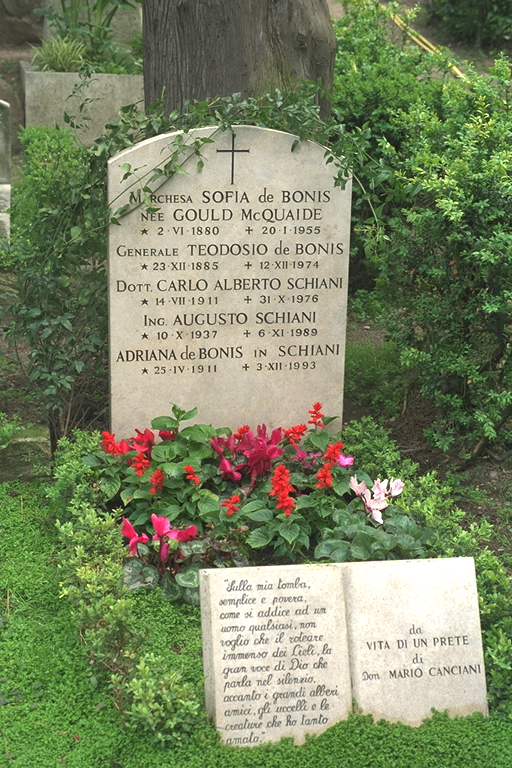 Marchesa SOFIA de BONIS
NÉE GOULD McQUAIDE
★ 2·VI·1880 + 20·I·1955
Generale TEODOSIO de BONIS
★ 23·XII·1885 + 12·XII·1974
Dott. CARLO ALBERTO SCHIANI
★ 14·VII·1911 + 31·X·1976
Ing. AUGUSTO SCHIANI
★ 10·X·1937 + 6·XI·1989
ADRIANA de BONIS IN SCHIANI
★ 25·IV·1911 + 3·XII·1993
"Sulla mia tomba,
semplice e povera,
come si addice ad un
uomo qualsiasi, non
voglio che il roteare
immenso dei Cieli, la
gran voce di Dio che
parla nel silenzio,
accanto i grandi alberi
amici, gli uccelli e le
creature che ho tanto
amato."
da
VITA DI UN PRETE
di
Don MARIO CANCIANI